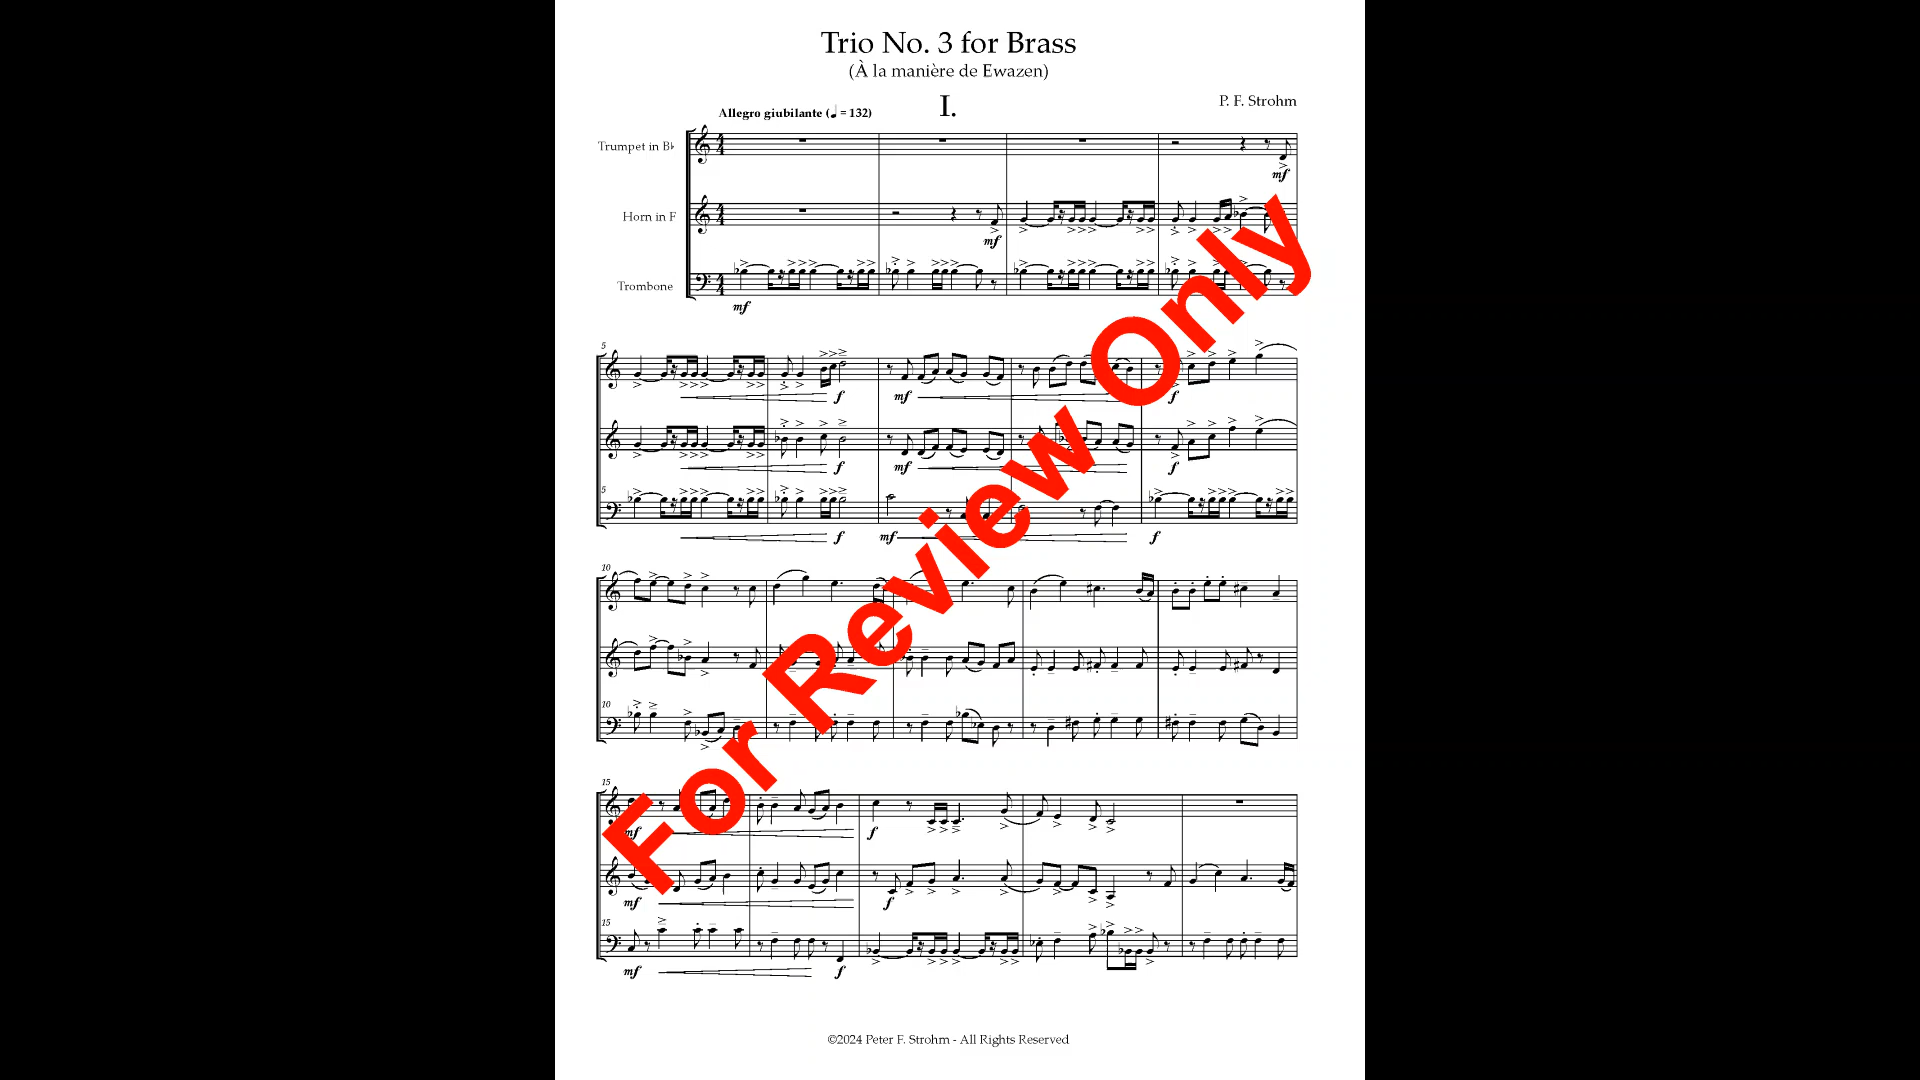 Trio No. 3 for Brass
(À la manière de Ewazen)
I.
P. F. Strohm
Allegro giubilante (♩ = 132)
Trumpet in B♭
mf
Horn in F
mf
Trombone
mf
5
f mf f
f mf f
5
f mf f
10
10
15
mf f
mf f
15
mf f
For Review Only
©2024 Peter F. Strohm - All Rights Reserved